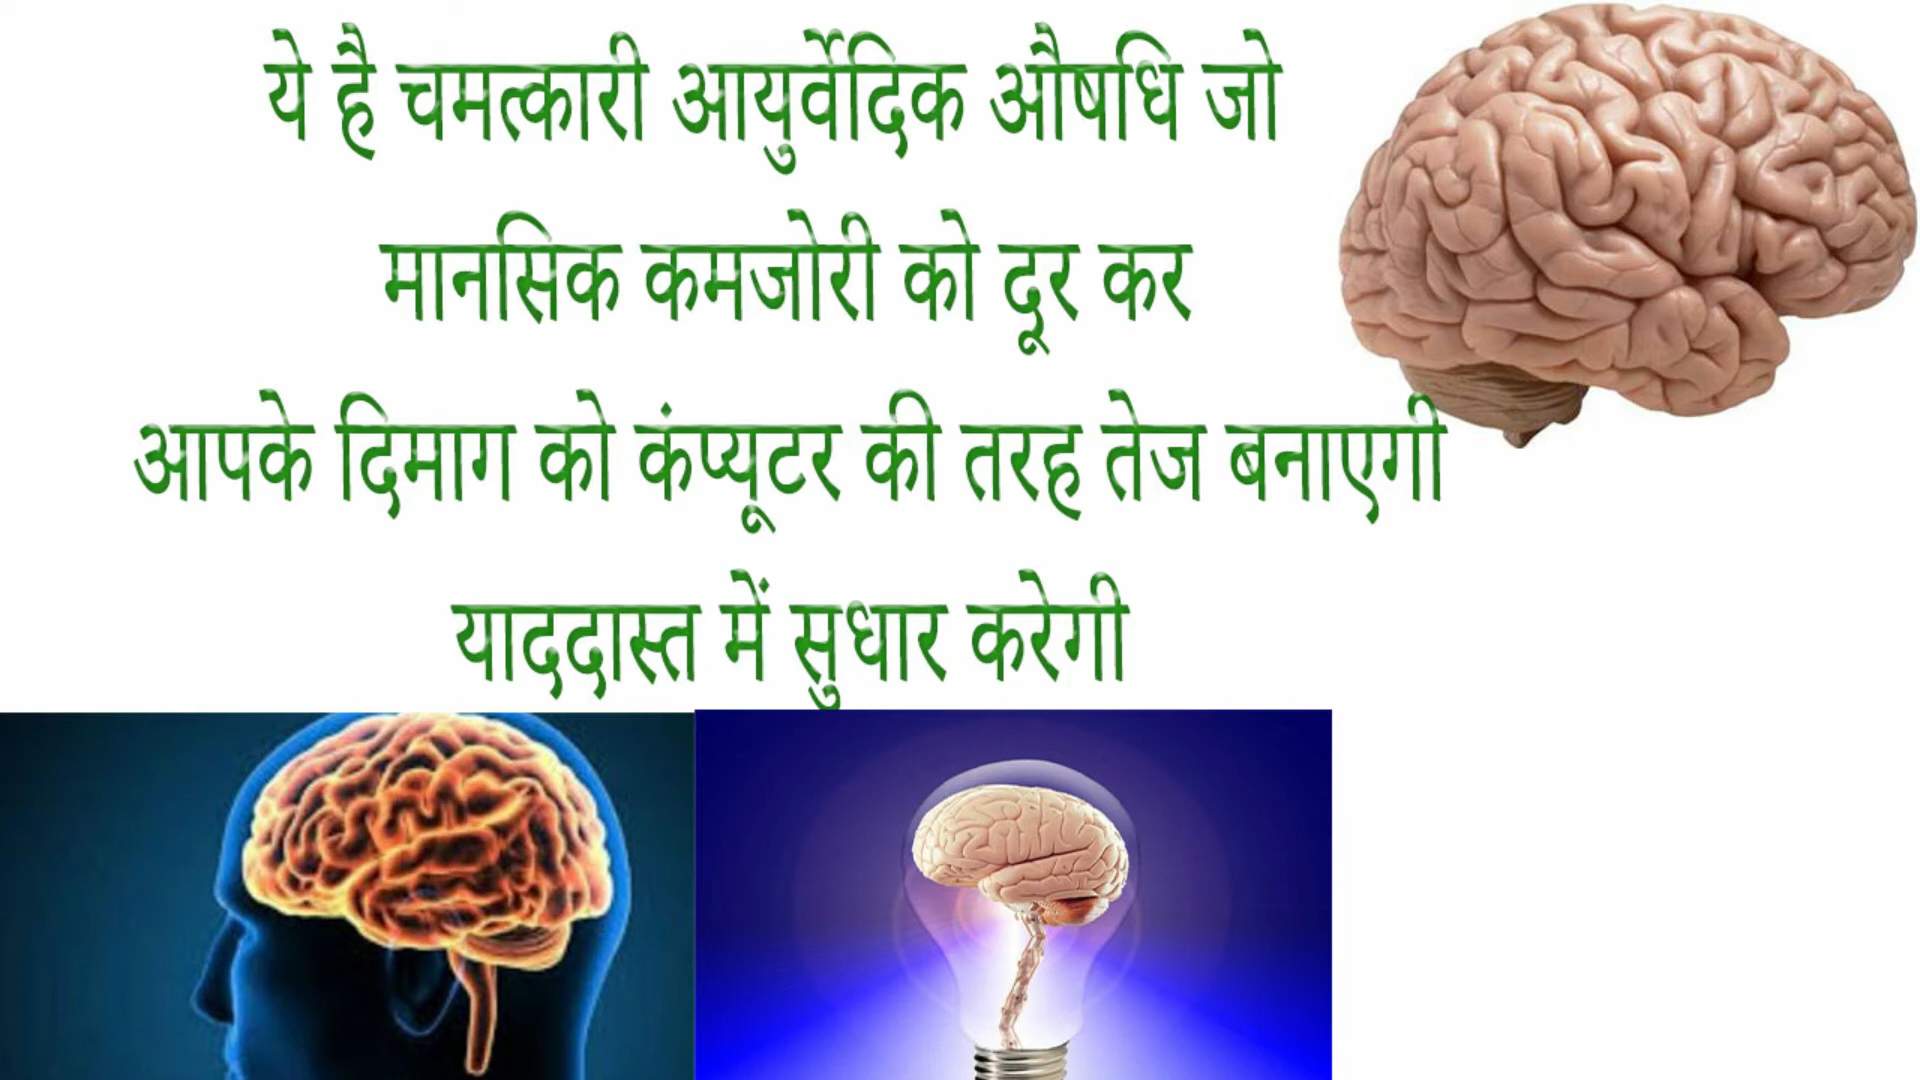 ये है चमत्कारी आयुर्वेदिक औषधि जो
मानसिक कमजोरी को दूर कर
आपके दिमाग को कंप्यूटर की तरह तेज बनाएगी
याददास्त में सुधार करेगी